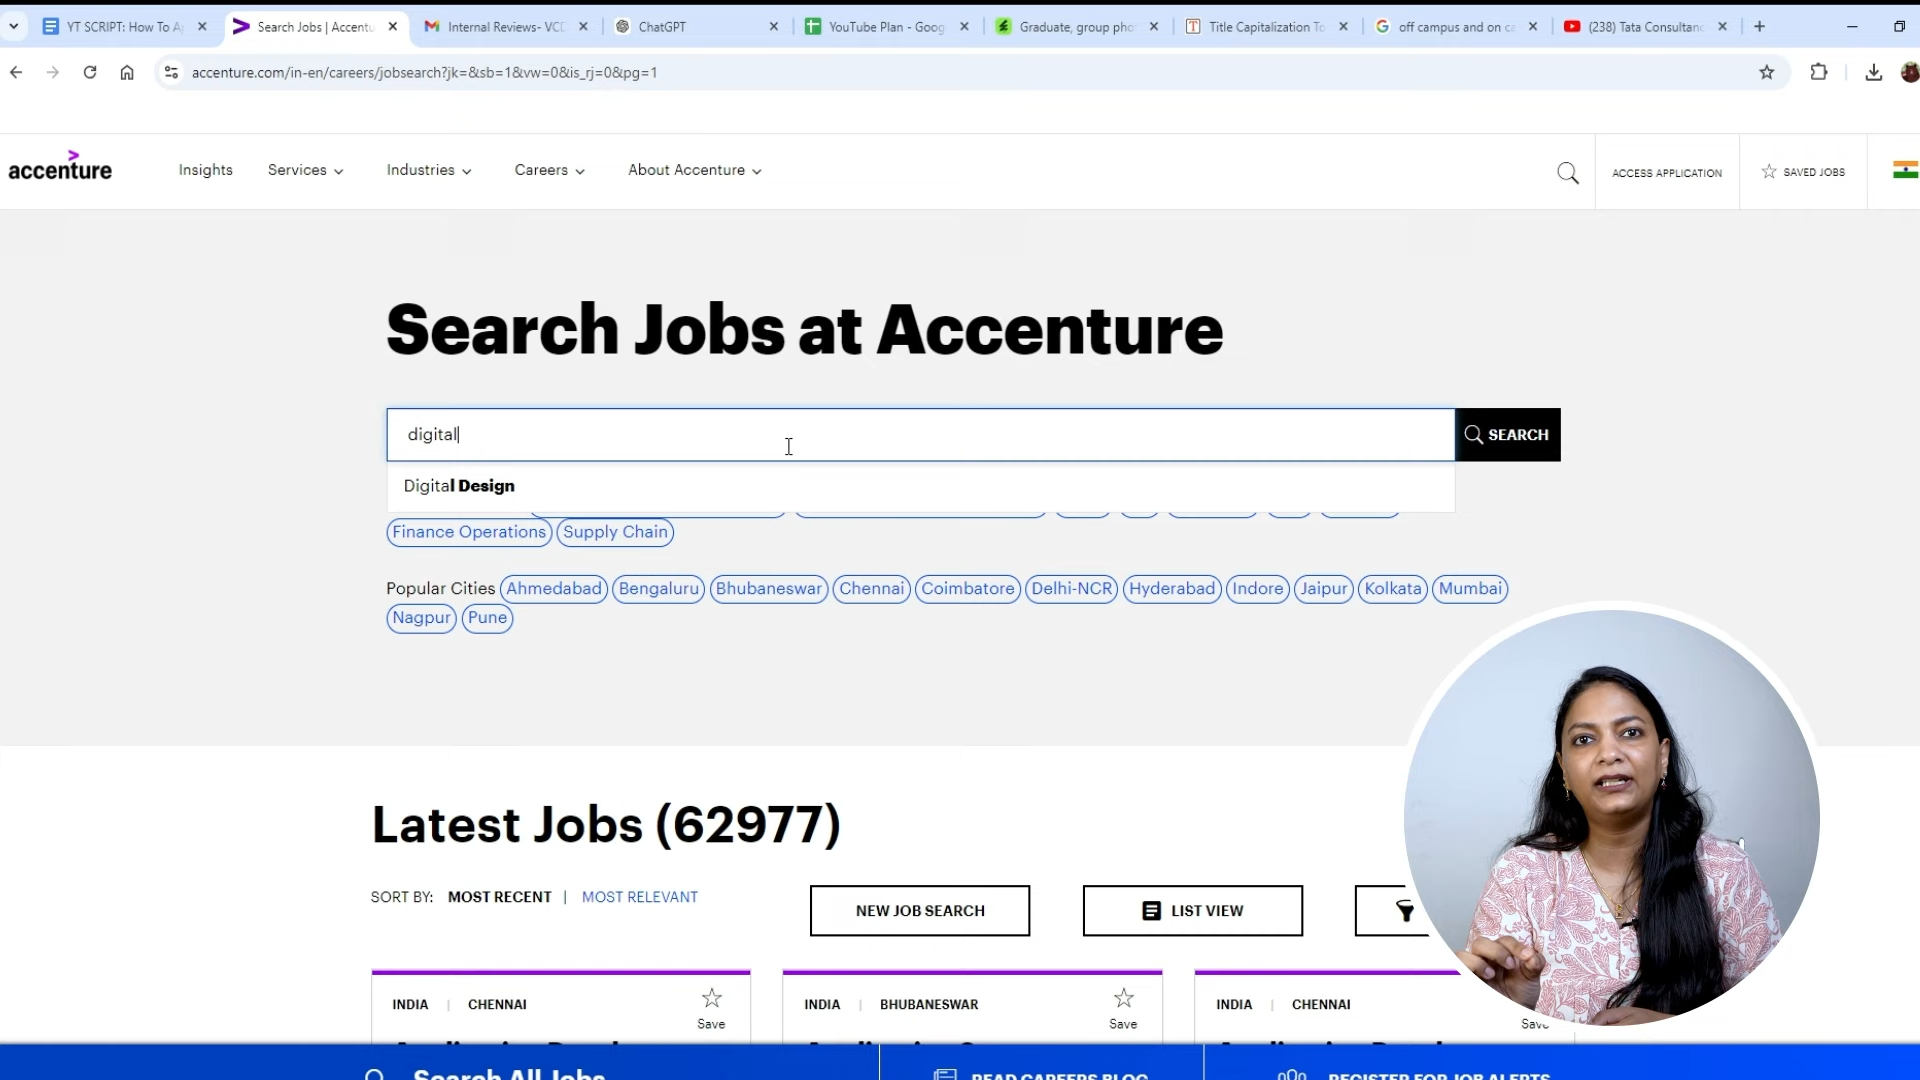 YT SCRIPT: How To Ap
Search Jobs | Accentu
Internal Reviews- VCD
ChatGPT
YouTube Plan - Goog
Graduate, group pho
Title Capitalization To
off campus and on ca
(238) Tata Consultanc
accenture.com/in-en/careers/jobsearch?jk=&sb=1&vw=0&is_rj=0&pg=1
accenture
Insights
Services
Industries
Careers
About Accenture
ACCESS APPLICATION
SAVED JOBS
Search Jobs at Accenture
digital
SEARCH
Digital Design
Finance Operations
Supply Chain
Popular Cities Ahmedabad Bengaluru Bhubaneswar Chennai Coimbatore Delhi-NCR Hyderabad Indore Jaipur Kolkata Mumbai
Nagpur Pune
Latest Jobs (62977)
SORT BY: MOST RECENT | MOST RELEVANT
NEW JOB SEARCH
LIST VIEW
INDIA | CHENNAI
Save
INDIA | BHUBANESWAR
Save
INDIA | CHENNAI
Save
Search All Jobs
READ CAREERS BLOG
REGISTER FOR JOB ALERTS